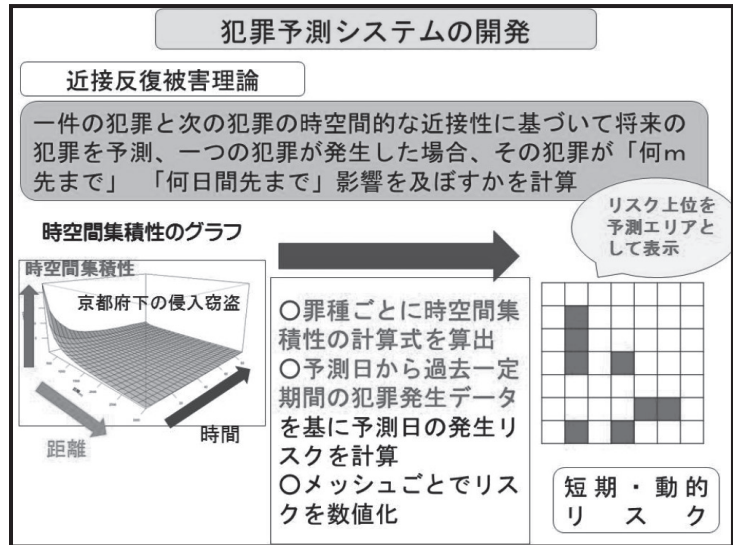 犯罪予測システムの開発
近接反復被害理論
一件の犯罪と次の犯罪の時空間的な近接性に基づいて将来の
犯罪を予測、一つの犯罪が発生した場合、その犯罪が「何ｍ
先まで」 「何日間先まで」影響を及ぼすかを計算
時空間集積性のグラフ
時空間集積性
京都府下の侵入窃盗
距離
時間
〇罪種ごとに時空間集
積性の計算式を算出
〇予測日から過去一定
期間の犯罪発生データ
を基に予測日の発生リ
スクを計算
〇メッシュごとでリス
クを数値化
リスク上位を
予測エリアと
して表示
短期・動的
リスク